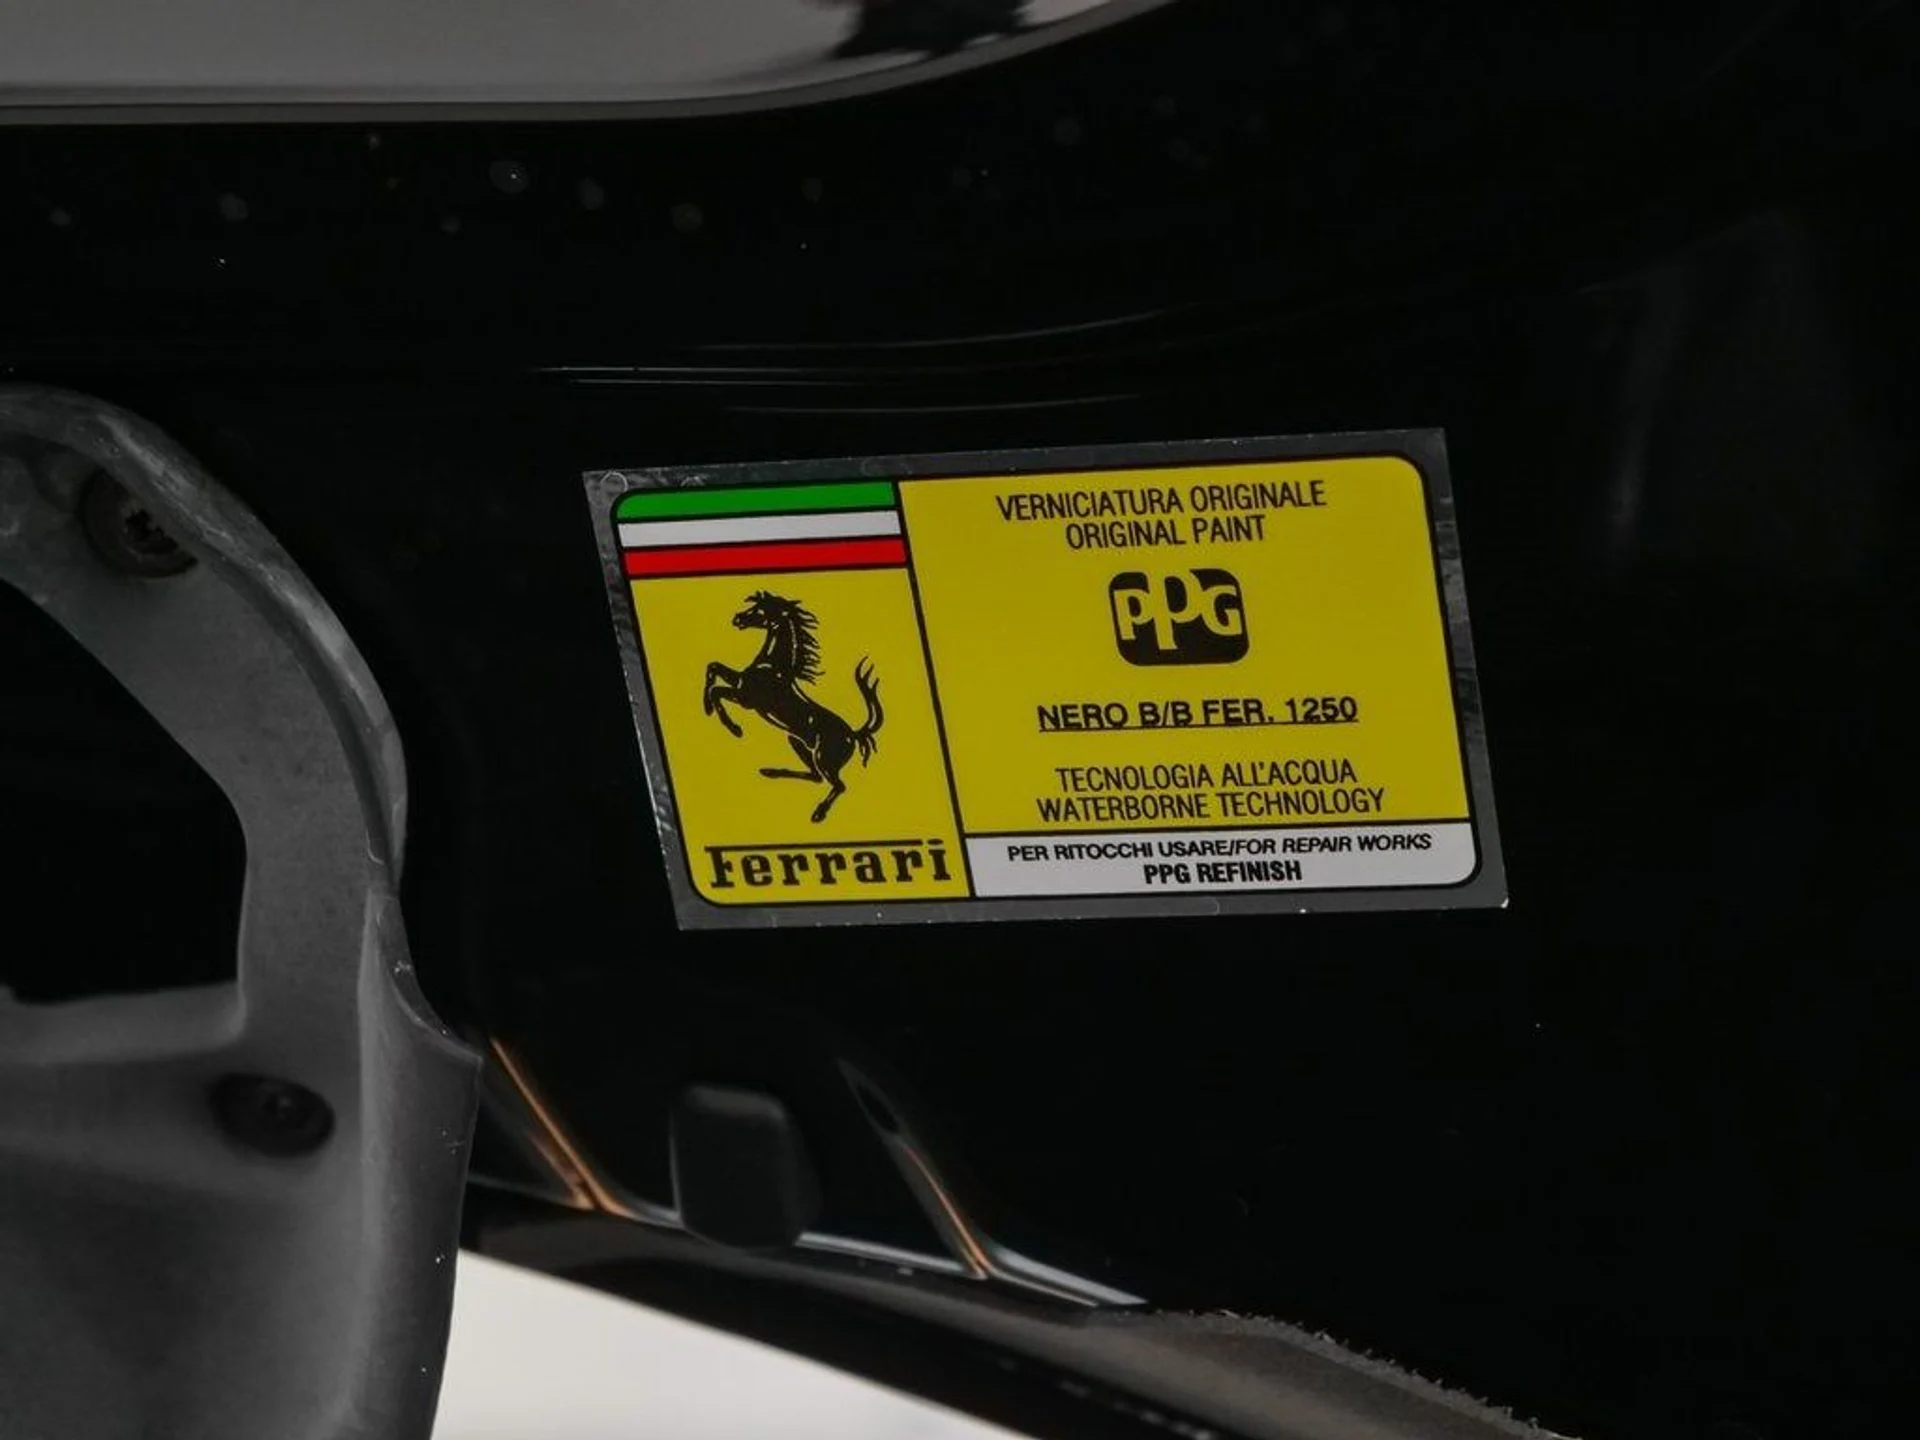 VERNICIATURA ORIGINALE
ORIGINAL PAINT
PPG
NERO B/B FER. 1250
TECNOLOGIA ALL'ACQUA
WATERBORNE TECHNOLOGY
Ferrari
PER RITOCCHI USARE/FOR REPAIR WORKS
PPG REFINISH